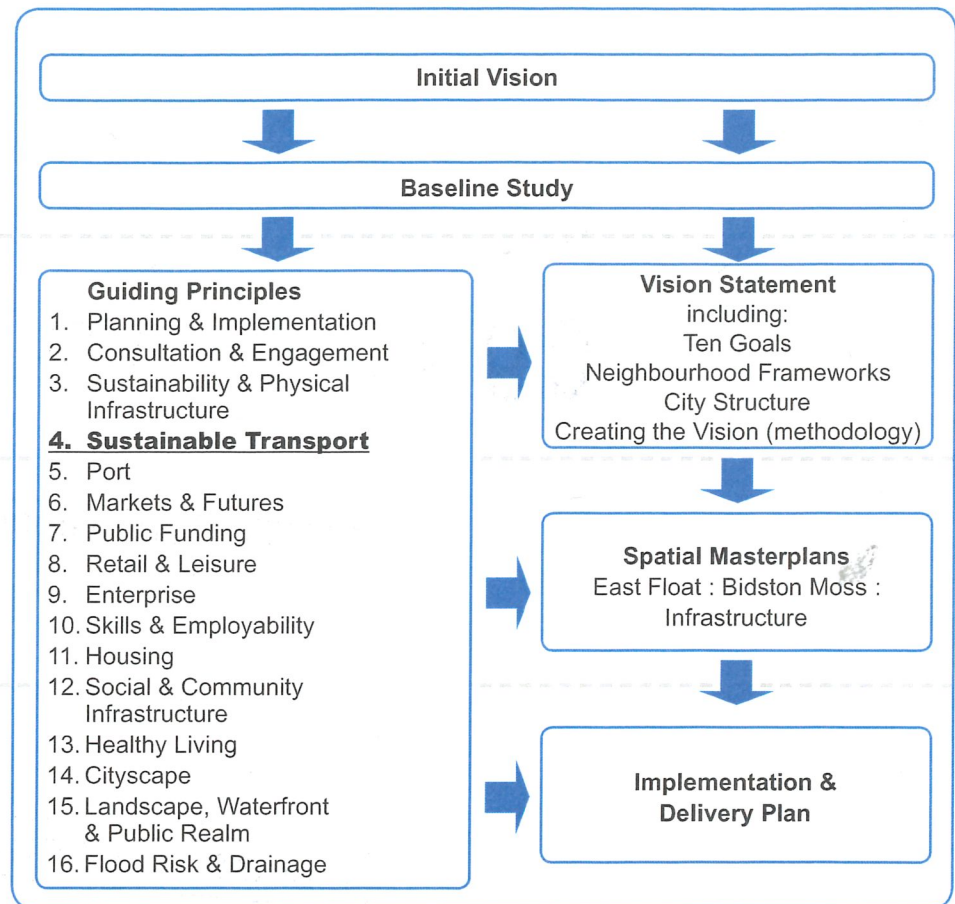 Initial Vision
Baseline Study
Guiding Principles
1. Planning & Implementation
2. Consultation & Engagement
3. Sustainability & Physical
Infrastructure
4. Sustainable Transport
5. Port
6. Markets & Futures
7. Public Funding
8. Retail & Leisure
9. Enterprise
10. Skills & Employability
11. Housing
12. Social & Community
Infrastructure
13. Healthy Living
14. Cityscape
15. Landscape, Waterfront
& Public Realm
16. Flood Risk & Drainage
Vision Statement
including:
Ten Goals
Neighbourhood Frameworks
City Structure
Creating the Vision (methodology)
Spatial Masterplans
East Float : Bidston Moss :
Infrastructure
Implementation &
Delivery Plan